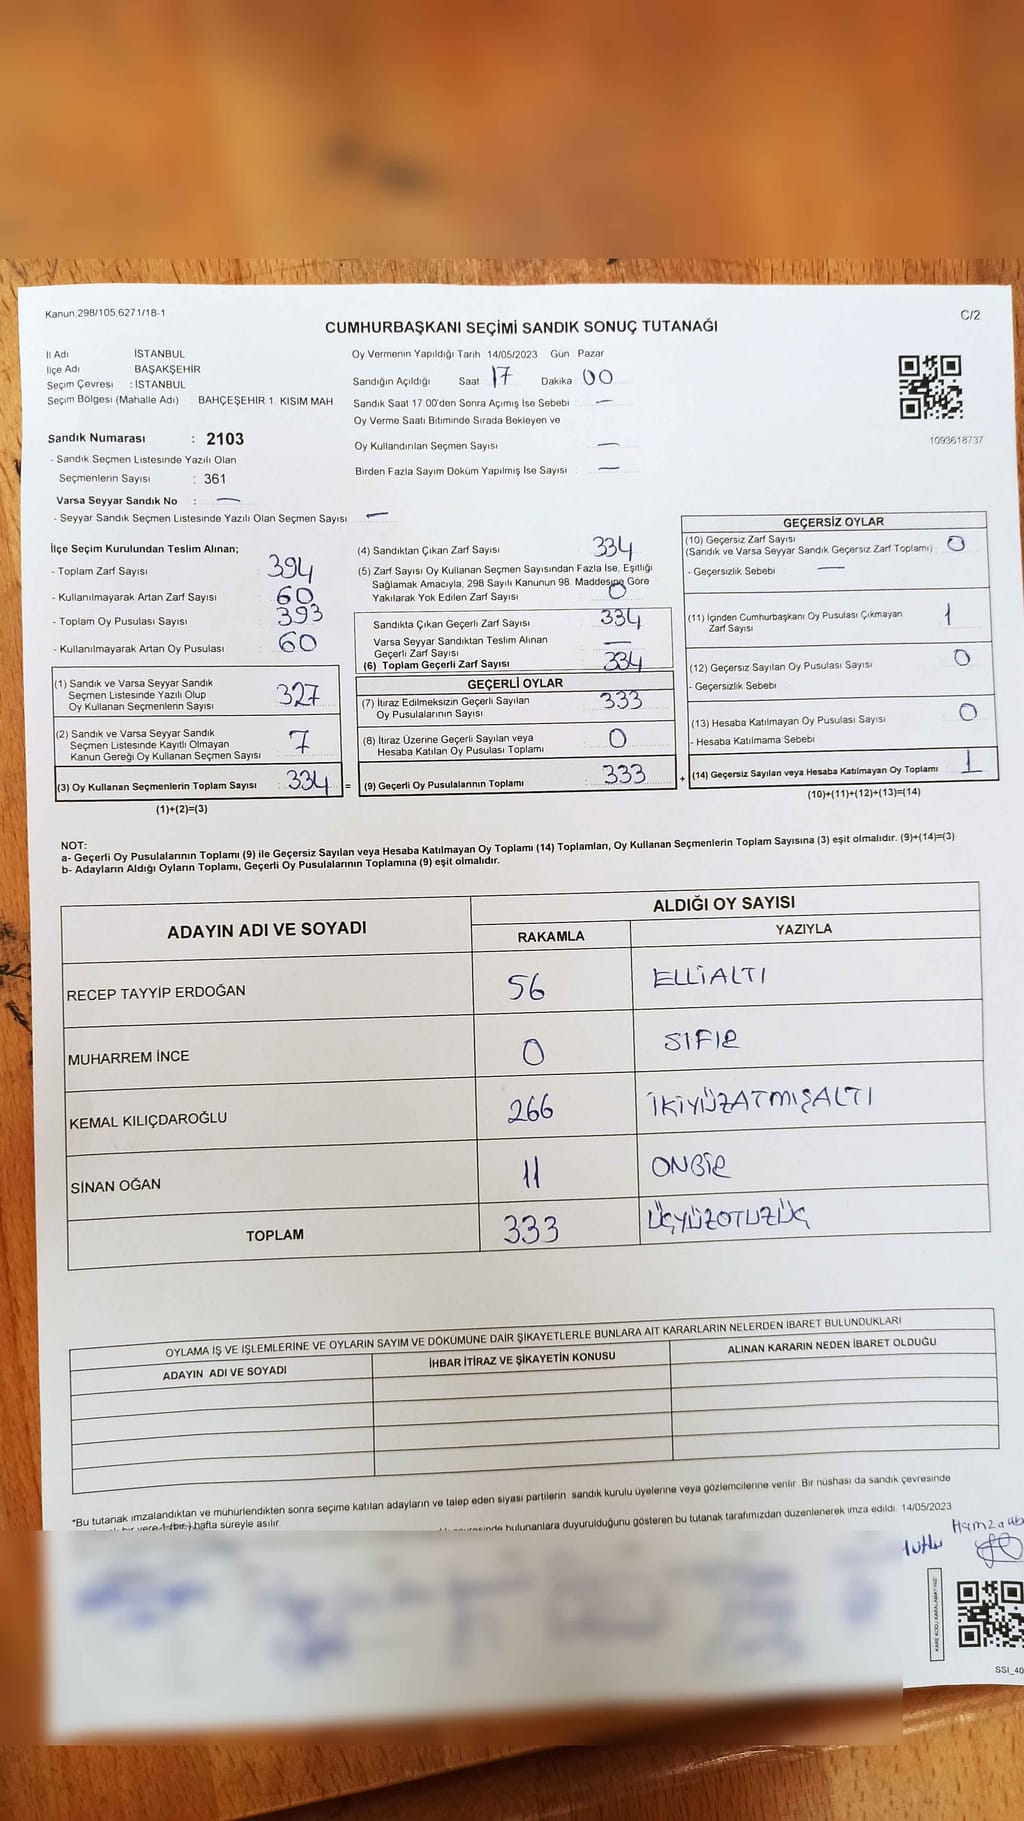 Kanun,298/105,6271/18-1
C/2
CUMHURBAŞKANI SEÇİMİ SANDIK SONUÇ TUTANAĞI
İl Adı İSTANBUL
İlçe Adı BAŞAKŞEHİR
Seçim Çevresi : İSTANBUL
Seçim Bölgesi (Mahalle Adı) : BAHÇEŞEHİR 1. KISIM MAH.
Sandık Numarası : 2103
- Sandık Seçmen Listesinde Yazılı Olan
Seçmenlerin Sayısı : 361
Varsa Seyyar Sandık No : —
- Seyyar Sandık Seçmen Listesinde Yazılı Olan Seçmen Sayısı : —
Oy Vermenin Yapıldığı Tarih 14/05/2023 Gün : Pazar
Sandığın Açıldığı Saat 17 Dakika 00
Sandık Saat 17 00'den Sonra Açımış İse Sebebi : —
Oy Verme Saati Bitiminde Sırada Bekleyen ve
Oy Kullandırılan Seçmen Sayısı : —
Birden Fazla Sayım Döküm Yapılmış İse Sayısı : —
1093618737
İlçe Seçim Kurulundan Teslim Alınan;
- Toplam Zarf Sayısı : 394
- Kullanılmayarak Artan Zarf Sayısı : 60
- Toplam Oy Pusulası Sayısı : 393
- Kullanılmayarak Artan Oy Pusulası : 60
(1) Sandık ve Varsa Seyyar Sandık
Seçmen Listesinde Yazılı Olup
Oy Kullanan Seçmenlerin Sayısı : 327
(2) Sandık ve Varsa Seyyar Sandık
Seçmen Listesinde Kayıtlı Olmayan
Kanun Gereği Oy Kullanan Seçmen Sayısı : 7
(3) Oy Kullanan Seçmenlerin Toplam Sayısı : 334 =
(1)+(2)=(3)
(4) Sandıktan Çıkan Zarf Sayısı : 334
(5) Zarf Sayısı Oy Kullanan Seçmen Sayısından Fazla İse, Eşitliği
Sağlamak Amacıyla, 298 Sayılı Kanunun 98. Maddesine Göre
Yakılarak Yok Edilen Zarf Sayısı : 0
Sandıkta Çıkan Geçerli Zarf Sayısı : 334
Varsa Seyyar Sandıktan Teslim Alınan
Geçerli Zarf Sayısı : —
(6) Toplam Geçerli Zarf Sayısı : 334
GEÇERLİ OYLAR
(7) İtiraz Edilmeksizin Geçerli Sayılan
Oy Pusulalarının Sayısı : 333
(8) İtiraz Üzerine Geçerli Sayılan veya
Hesaba Katılan Oy Pusulası Toplamı : 0
(9) Geçerli Oy Pusulalarının Toplamı : 333 +
GEÇERSİZ OYLAR
(10) Geçersiz Zarf Sayısı
(Sandık ve Varsa Seyyar Sandık Geçersiz Zarf Toplamı) : 0
- Geçersizlik Sebebi : —
(11) İçinden Cumhurbaşkanı Oy Pusulası Çıkmayan
Zarf Sayısı : 1
(12) Geçersiz Sayılan Oy Pusulası Sayısı : 0
- Geçersizlik Sebebi :
(13) Hesaba Katılmayan Oy Pusulası Sayısı : 0
- Hesaba Katılmama Sebebi :
(14) Geçersiz Sayılan veya Hesaba Katılmayan Oy Toplamı : 1
(10)+(11)+(12)+(13)=(14)
NOT:
a- Geçerli Oy Pusulalarının Toplamı (9) ile Geçersiz Sayılan veya Hesaba Katılmayan Oy Toplamı (14) Toplamları, Oy Kullanan Seçmenlerin Toplam Sayısına (3) eşit olmalıdır. (9)+(14)=(3)
b- Adayların Aldığı Oyların Toplamı, Geçerli Oy Pusulalarının Toplamına (9) eşit olmalıdır.
ADAYIN ADI VE SOYADI ALDIĞI OY SAYISI
RAKAMLA YAZIYLA
RECEP TAYYİP ERDOĞAN 56 ELLİALTI
MUHARREM İNCE 0 SIFIR
KEMAL KILIÇDAROĞLU 266 İKİYÜZATMIŞALTI
SİNAN OĞAN 11 ONBİR
TOPLAM 333 ÜÇYÜZOTUZÜÇ
OYLAMA İŞ VE İŞLEMLERİNE VE OYLARIN SAYIM VE DÖKÜMÜNE DAİR ŞİKAYETLERLE BUNLARA AİT KARARLARIN NELERDEN İBARET BULUNDUKLARI
ADAYIN ADI VE SOYADI İHBAR İTİRAZ VE ŞİKAYETİN KONUSU ALINAN KARARIN NEDEN İBARET OLDUĞU
*Bu tutanak imzalandıktan ve mühürlendikten sonra seçime katılan adayların ve talep eden siyasi partilerin sandık kurulu üyelerine veya gözlemcilerine verilir. Bir nüshası da sandık çevresinde
bir yere 1 (bir) hafta süreyle asılır.
çevresinde bulunanlara duyurulduğunu gösteren bu tutanak tarafımızdan düzenlenerek imza edildi. 14/05/2023
SSI_40